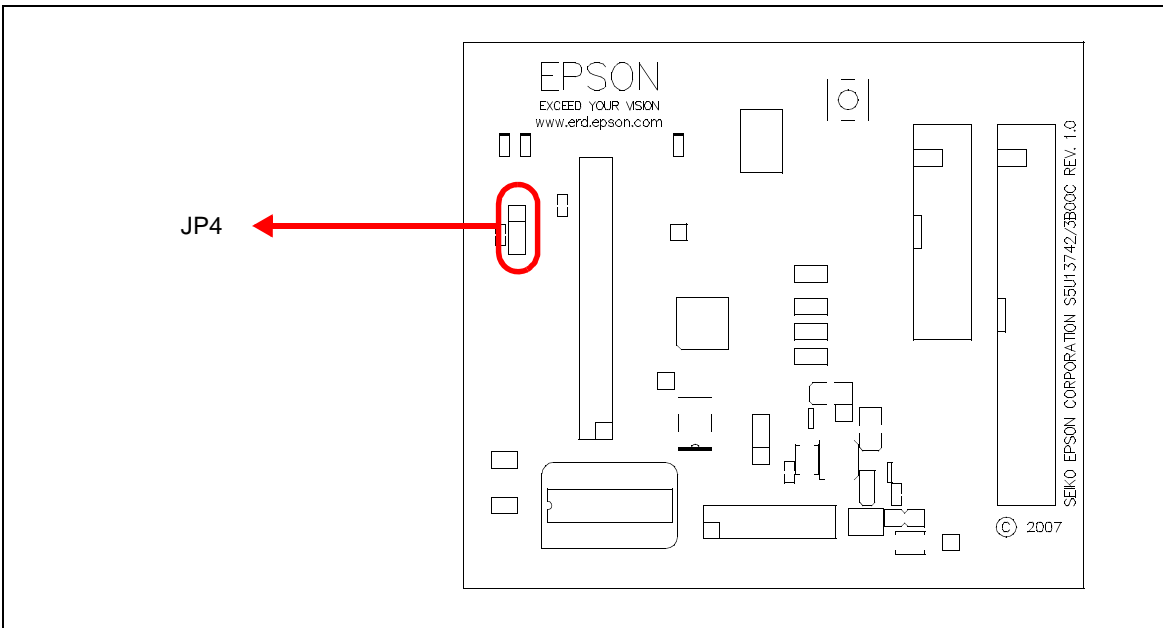 EPSON
EXCEED YOUR VISION
www.erd.epson.com
JP4
SEIKO EPSON CORPORATION S5U13742/3B00C REV. 1.0
© 2007